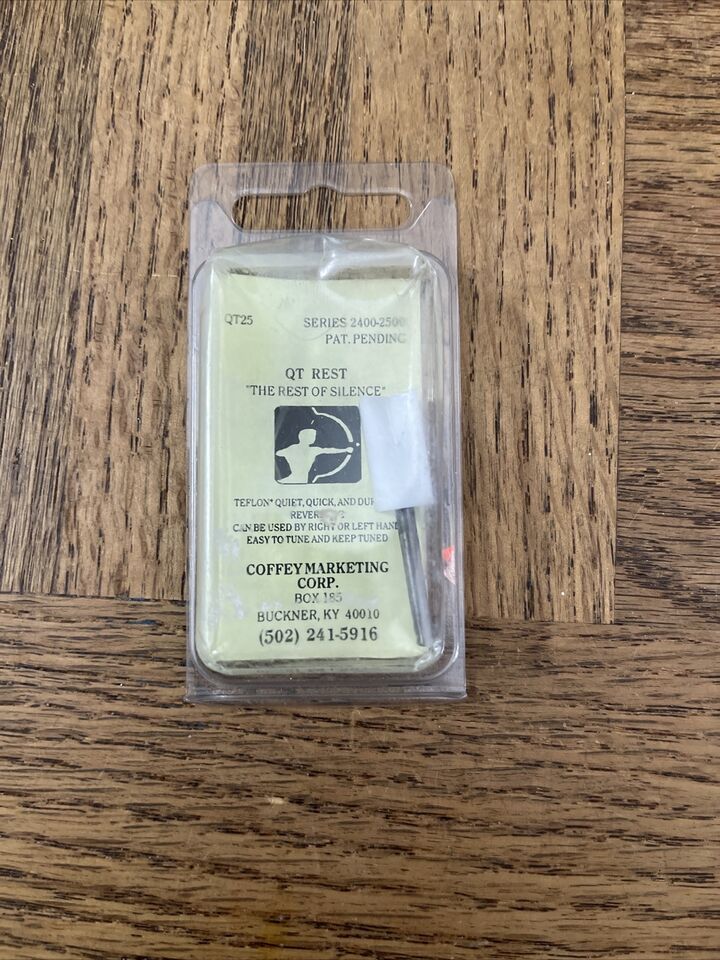 QT25
SERIES 2400-2500
PAT. PENDING
QT REST
"THE REST OF SILENCE"
TEFLON* QUIET, QUICK, AND
CAN BE USED BY RIGHT OR LEFT HAND
EASY TO TUNE AND KEEP TUNED
COFFEY MARKETING
CORP.
BOX 185
BUCKNER, KY 40010
(502) 241-5916